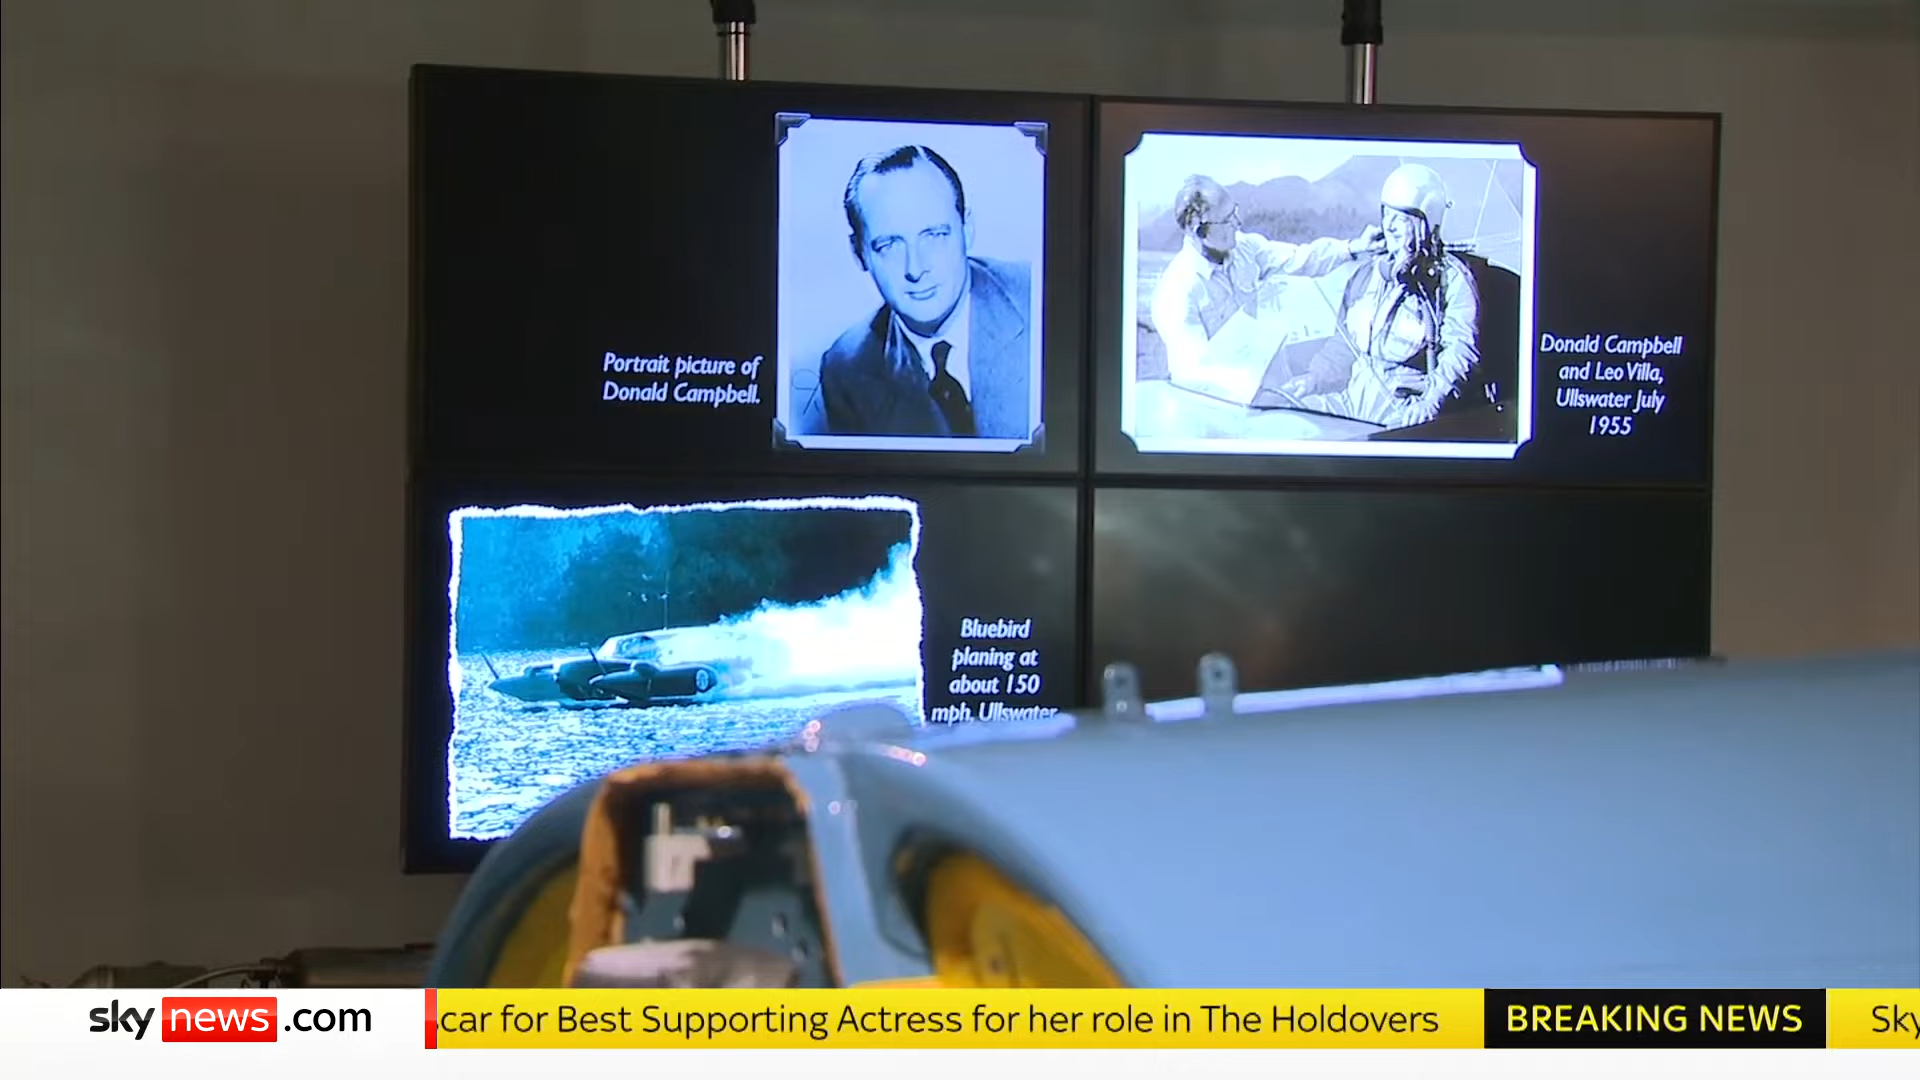 Portrait picture of
Donald Campbell.
Donald Campbell
and Leo Villa,
Ullswater July
1955
Bluebird
planing at
about 150
mph, Ullswater
sky news .com
car for Best Supporting Actress for her role in The Holdovers
BREAKING NEWS
Sky